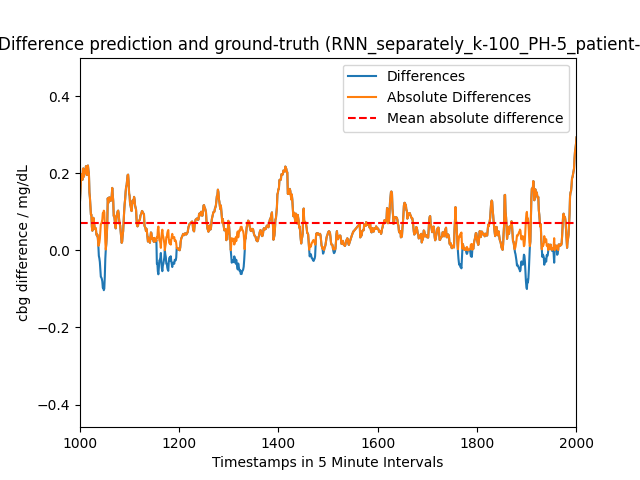 Difference prediction and ground-truth (RNN_separately_k-100_PH-5_patient-
Differences
Absolute Differences
Mean absolute difference
cbg difference / mg/dL
0.4
0.2
0.0
−0.2
−0.4
1000 1200 1400 1600 1800 2000
Timestamps in 5 Minute Intervals